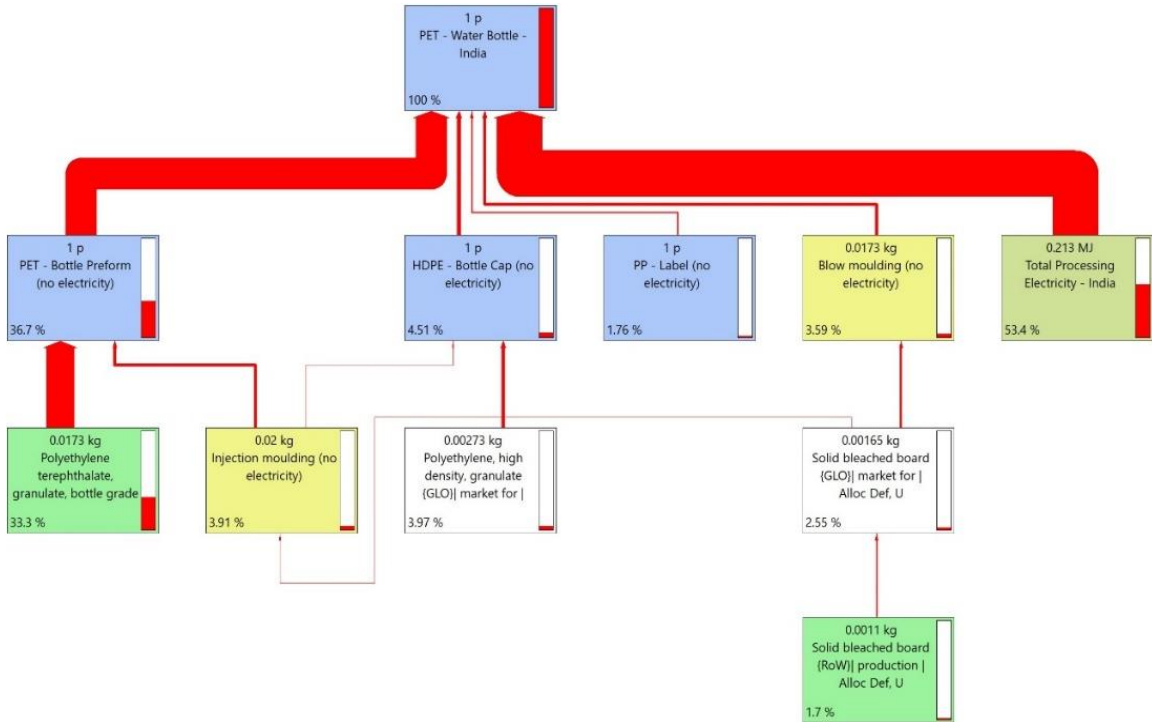 1 p
PET - Water Bottle -
India
100 %
1 p
PET - Bottle Preform
(no electricity)
36.7 %
1 p
HDPE - Bottle Cap (no
electricity)
4.51 %
1 p
PP - Label (no
electricity)
1.76 %
0.0173 kg
Blow moulding (no
electricity)
3.59 %
0.213 MJ
Total Processing
Electricity - India
53.4 %
0.0173 kg
Polyethylene
terephthalate,
granulate, bottle grade
33.3 %
0.02 kg
Injection moulding (no
electricity)
3.91 %
0.00273 kg
Polyethylene, high
density, granulate
{GLO}| market for |
3.97 %
0.00165 kg
Solid bleached board
{GLO}| market for |
Alloc Def, U
2.55 %
0.0011 kg
Solid bleached board
{RoW}| production |
Alloc Def, U
1.7 %